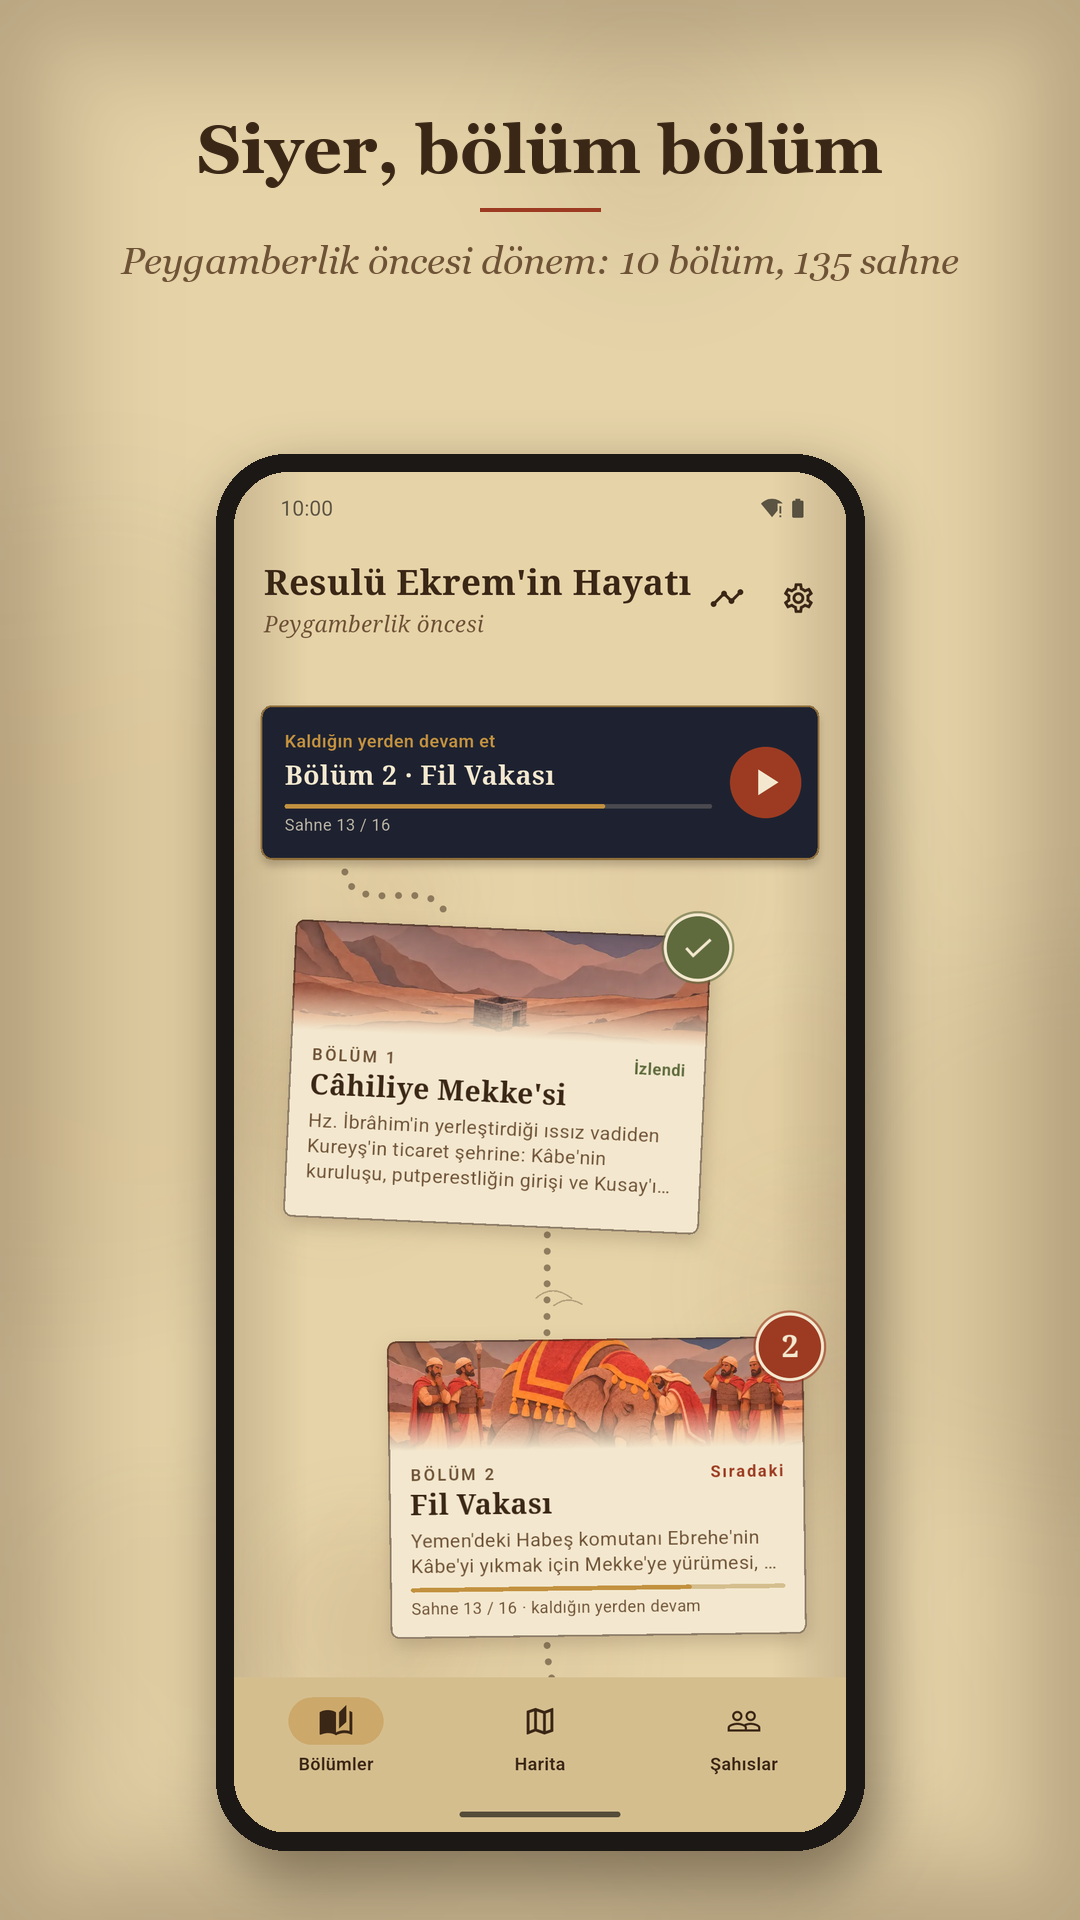 Siyer, bölüm bölüm
Peygamberlik öncesi dönem: 10 bölüm, 135 sahne
10:00
Resulü Ekrem'in Hayatı
Peygamberlik öncesi
Kaldığın yerden devam et
Bölüm 2 · Fil Vakası
Sahne 13 / 16
BÖLÜM 1
İzlendi
Câhiliye Mekke'si
Hz. İbrâhim'in yerleştirdiği ıssız vadiden
Kureyş'in ticaret şehrine: Kâbe'nin
kuruluşu, putperestliğin girişi ve Kusay'ı…
2
BÖLÜM 2
Sıradaki
Fil Vakası
Yemen'deki Habeş komutanı Ebrehe'nin
Kâbe'yi yıkmak için Mekke'ye yürümesi, …
Sahne 13 / 16 · kaldığın yerden devam
Bölümler
Harita
Şahıslar